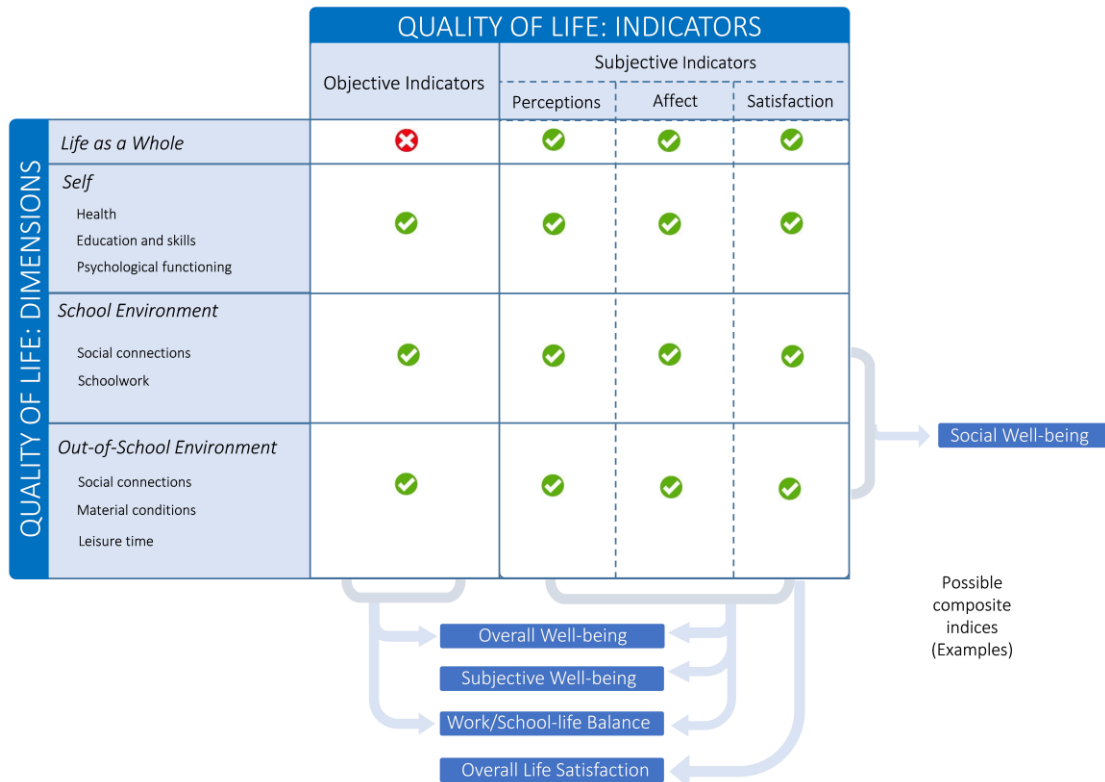 QUALITY OF LIFE: INDICATORS
Objective Indicators
Subjective Indicators
Perceptions
Affect
Satisfaction
QUALITY OF LIFE: DIMENSIONS
Life as a Whole
Self
Health
Education and skills
Psychological functioning
School Environment
Social connections
Schoolwork
Out-of-School Environment
Social connections
Material conditions
Leisure time
Social Well-being
Possible
composite
indices
(Examples)
Overall Well-being
Subjective Well-being
Work/School-life Balance
Overall Life Satisfaction